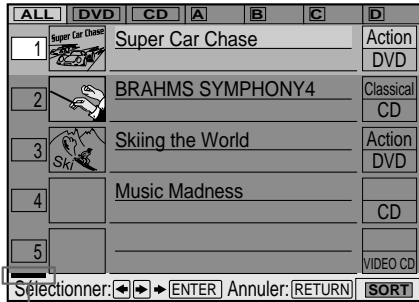 ALL DVD CD A B C D
1 Super Car Chase Super Car Chase Action
DVD
2 BRAHMS SYMPHONY4 Classical
CD
3 Ski Skiing the World Action
DVD
4 Music Madness
CD
5 VIDEO CD
Sélectionner: ENTER Annuler: RETURN SORT